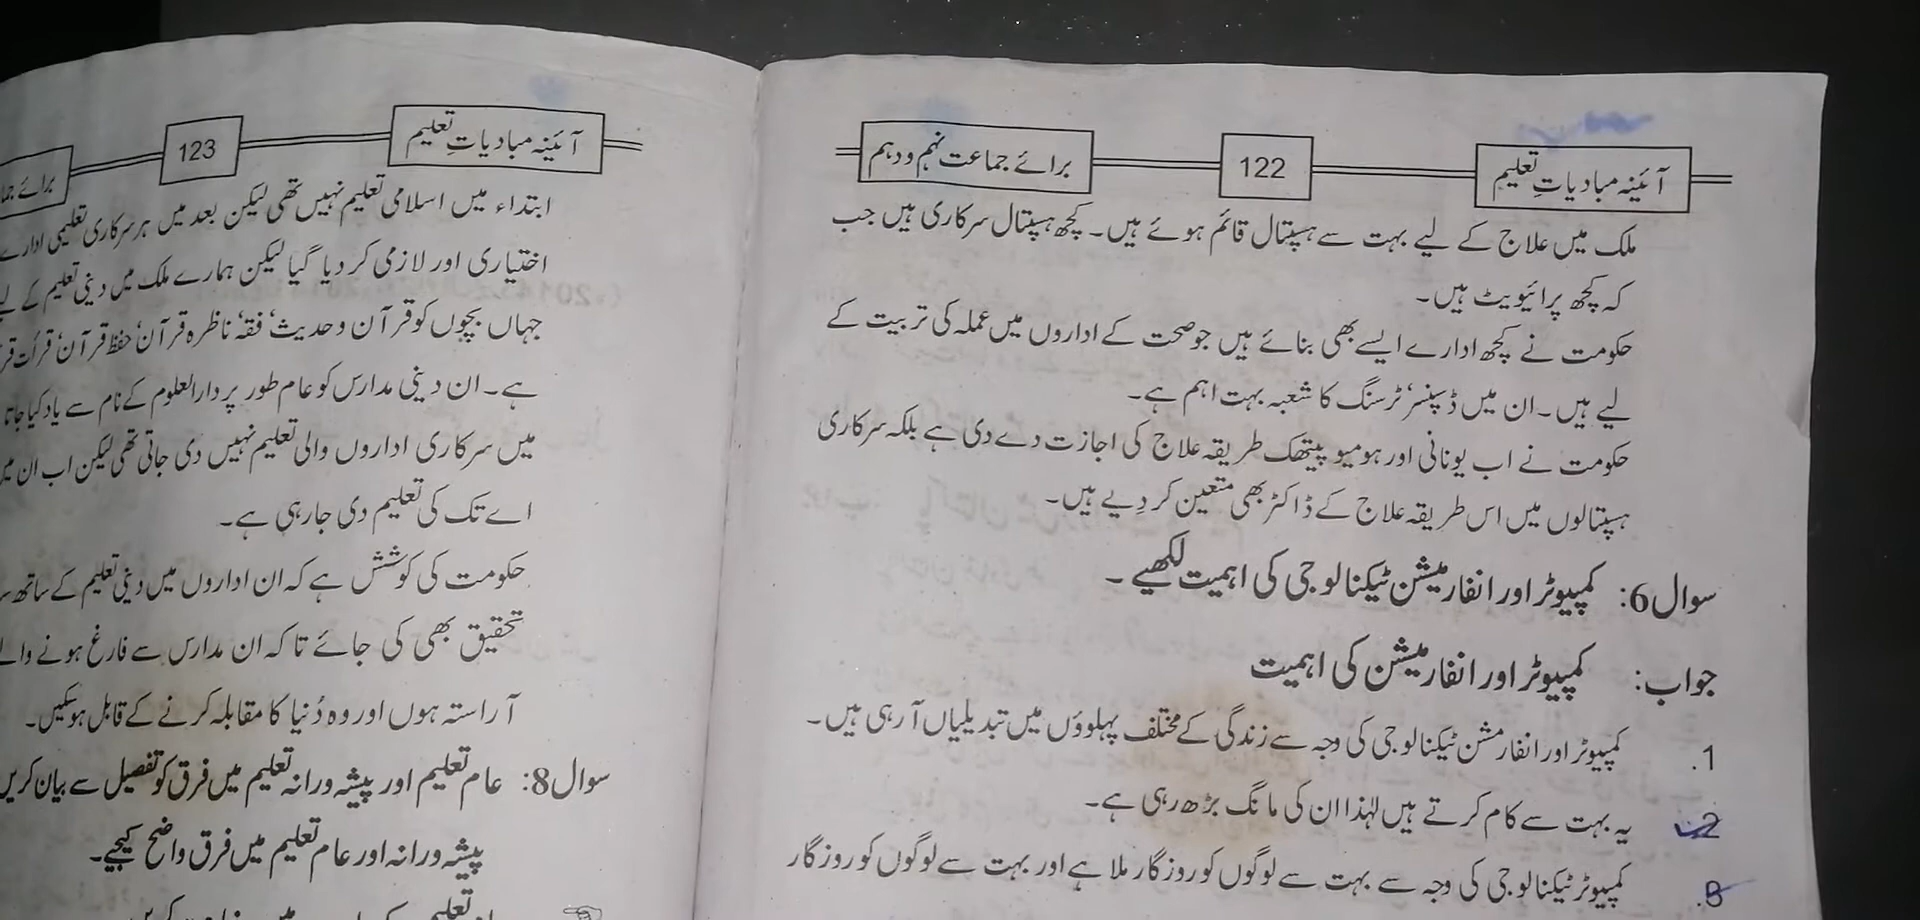 آئینہ مبادیاتِ تعلیم 122 برائے جماعت نہم و دہم
ملک میں علاج کے لیے بہت سے ہسپتال قائم ہوئے ہیں۔ کچھ ہسپتال سرکاری ہیں جب
کہ کچھ پرائیویٹ ہیں۔
حکومت نے کچھ ادارے ایسے بھی بنائے ہیں جو صحت کے اداروں میں عملہ کی تربیت کے
لیے ہیں۔ ان میں ڈسپنسر، نرسنگ کا شعبہ بہت اہم ہے۔
حکومت نے اب یونانی اور ہومیو پیتھک طریقہ علاج کی اجازت دے دی ہے بلکہ سرکاری
ہسپتالوں میں اس طریقہ علاج کے ڈاکٹر بھی متعین کر دیے ہیں۔
سوال 6: کمپیوٹر اور انفارمیشن ٹیکنالوجی کی اہمیت لکھیے۔
جواب: کمپیوٹر اور انفارمیشن کی اہمیت
1. کمپیوٹر اور انفارمشن ٹیکنالوجی کی وجہ سے زندگی کے مختلف پہلوؤں میں تبدیلیاں آ رہی ہیں۔
2. یہ بہت سے کام کرتے ہیں لہٰذا ان کی مانگ بڑھ رہی ہے۔
3. کمپیوٹر ٹیکنالوجی کی وجہ سے بہت سے لوگوں کو روزگار ملا ہے اور بہت سے لوگوں کو روزگار
آئینہ مبادیاتِ تعلیم 123 برائے
ابتداء میں اسلامی تعلیم نہیں تھی لیکن بعد میں ہر سرکاری تعلیمی ادارے
اختیاری اور لازمی کر دیا گیا لیکن ہمارے ملک میں دینی تعلیم کے
جہاں بچوں کو قرآن و حدیث، فقہ، ناظرہ قرآن، حفظ قرآن، قرأت
ہے۔ ان دینی مدارس کو عام طور پر دارالعلوم کے نام سے یاد کیا جاتا
میں سرکاری اداروں والی تعلیم نہیں دی جاتی تھی لیکن اب ان
اے تک کی تعلیم دی جا رہی ہے۔
حکومت کی کوشش ہے کہ ان اداروں میں دینی تعلیم کے ساتھ
تحقیق بھی کی جائے تاکہ ان مدارس سے فارغ ہونے والے
آراستہ ہوں اور وہ دُنیا کا مقابلہ کرنے کے قابل ہو سکیں۔
سوال 8: عام تعلیم اور پیشہ ورانہ تعلیم میں فرق کو تفصیل سے بیان کریں
پیشہ ورانہ اور عام تعلیم میں فرق واضح کیجیے۔